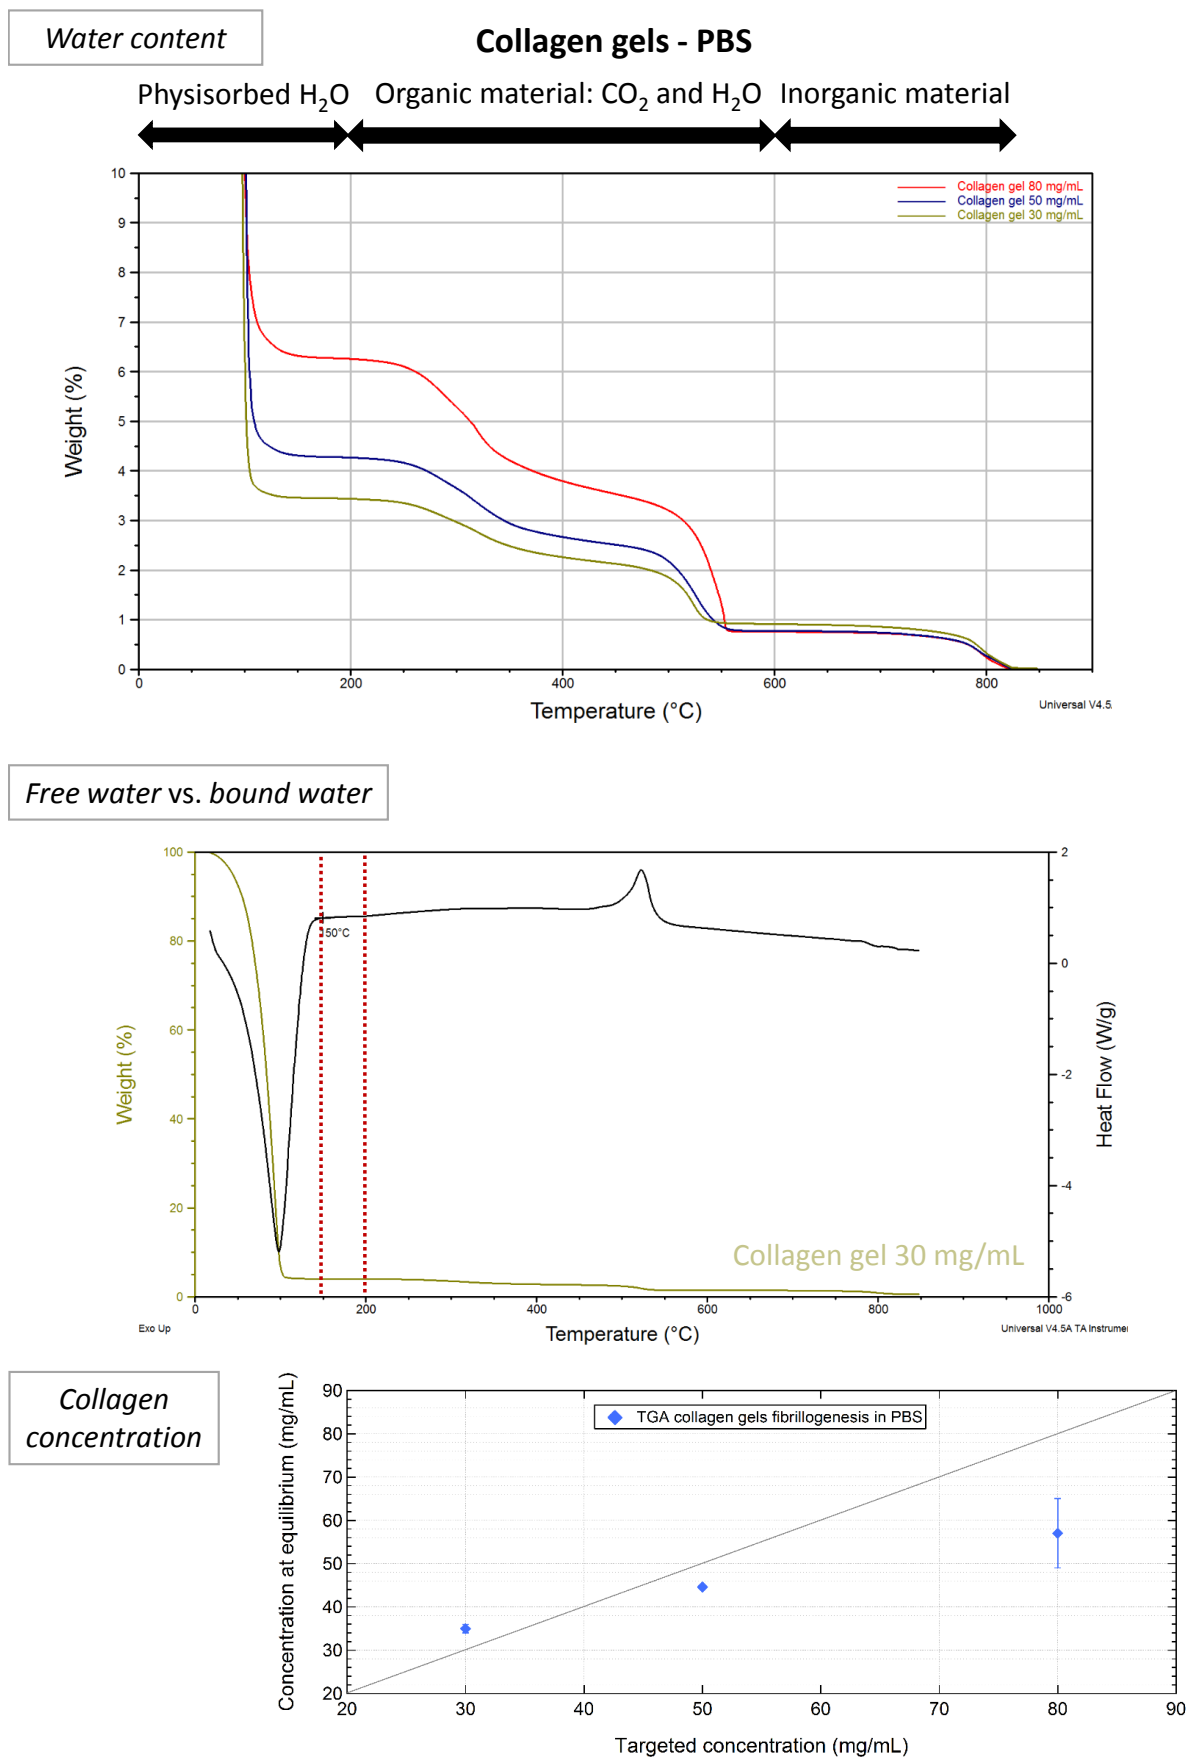 Water content
Collagen gels - PBS
Physisorbed H₂O
Organic material: CO₂ and H₂O
Inorganic material
Collagen gel 80 mg/mL
Collagen gel 50 mg/mL
Collagen gel 30 mg/mL
Weight (%)
10
9
8
7
6
5
4
3
2
1
0
0
200
400
600
800
Temperature (°C)
Universal V4.5
Free water vs. bound water
100
80
60
40
20
0
Weight (%)
50°C
Collagen gel 30 mg/mL
2
0
-2
-4
-6
Heat Flow (W/g)
0
200
400
600
800
1000
Exo Up
Temperature (°C)
Universal V4.5A TA Instrume
Collagen
concentration
Concentration at equilibrium (mg/mL)
90
80
70
60
50
40
30
20
TGA collagen gels fibrillogenesis in PBS
20
30
40
50
60
70
80
90
Targeted concentration (mg/mL)